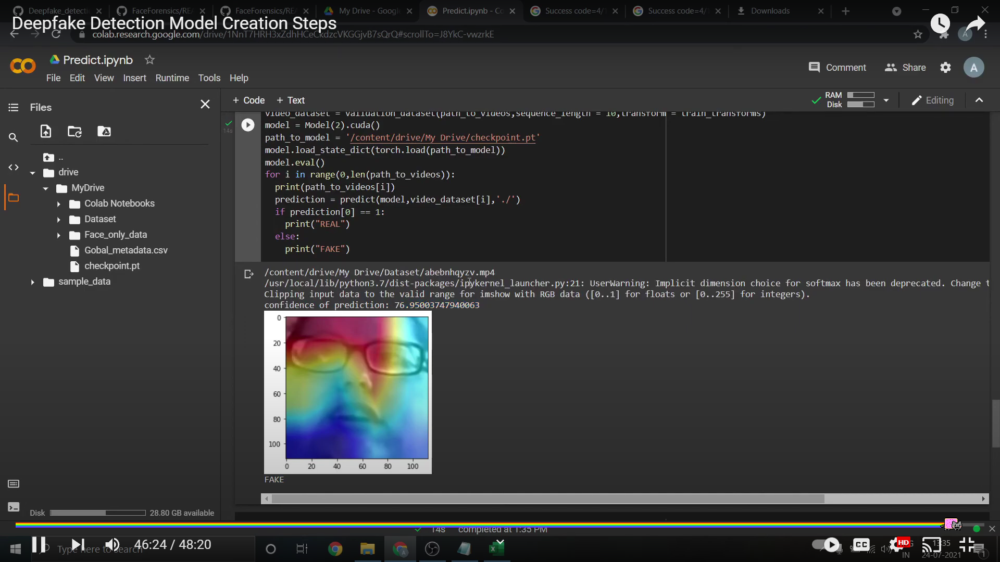 Deepfake_detecti
FaceForensics/RE
FaceForensics/RE
My Drive - Google
Predict.ipynb - Co
Success code=4/
Success code=4/
Downloads
Deepfake Detection Model Creation Steps
colab.research.google.com/drive/1NnT7HRH3xZdhHCeCkdzcVKGGjvB7sQrQ#scrollTo=J8YkC-vwzrkE
A
Predict.ipynb
Comment
Share
A
File Edit View Insert Runtime Tools Help
Files
+ Code + Text
RAM
Disk
Editing
..
drive
MyDrive
Colab Notebooks
Dataset
Face_only_data
Gobal_metadata.csv
checkpoint.pt
sample_data
14s
video_dataset = validation_dataset(path_to_videos,sequence_length = 10,transform = train_transforms)
model = Model(2).cuda()
path_to_model = '/content/drive/My Drive/checkpoint.pt'
model.load_state_dict(torch.load(path_to_model))
model.eval()
for i in range(0,len(path_to_videos)):
print(path_to_videos[i])
prediction = predict(model,video_dataset[i],'./')
if prediction[0] == 1:
print("REAL")
else:
print("FAKE")
/content/drive/My Drive/Dataset/abebnhqyzv.mp4
/usr/local/lib/python3.7/dist-packages/ipykernel_launcher.py:21: UserWarning: Implicit dimension choice for softmax has been deprecated. Change t
Clipping input data to the valid range for imshow with RGB data ([0..1] for floats or [0..255] for integers).
confidence of prediction: 76.95003747940063
0
20
40
60
80
100
0 20 40 60 80 100
FAKE
Disk
28.80 GB available
14s completed at 1:35 PM
Type here to search
46:24 / 48:20
CC
HD
IN
13:35
24-07-2021
1